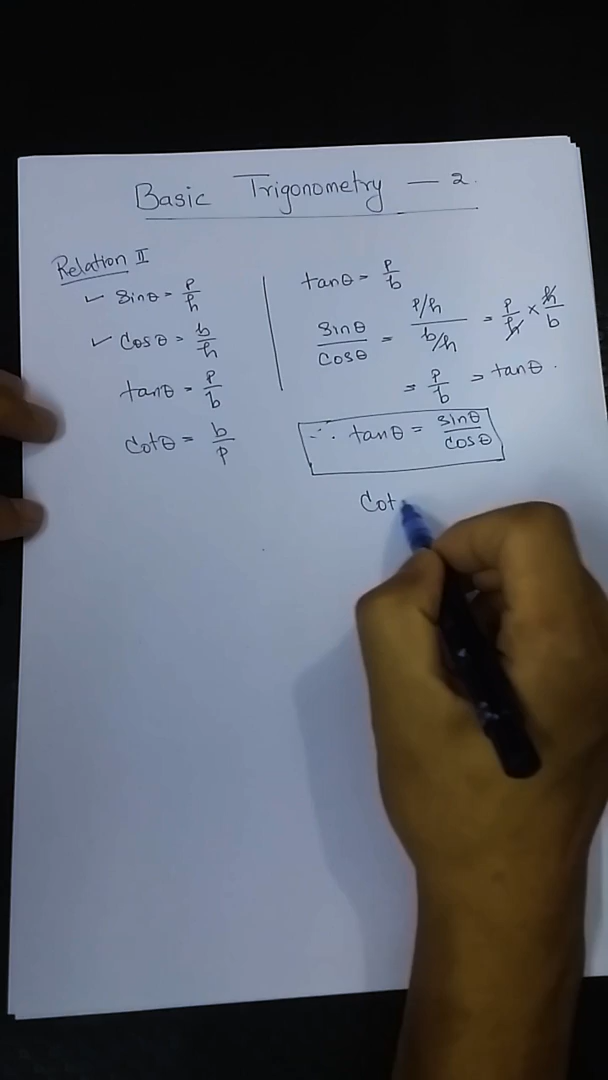 Basic Trigonometry — 2.
Relation II
✓ Sinθ = p/h
✓ Cosθ = b/h
tanθ = p/b
Cotθ = b/p
tanθ = p/b
sinθ/cosθ = (p/h)/(b/h) = p/h × h/b
= p/b = tanθ.
∴ tanθ = sinθ/cosθ
Cot